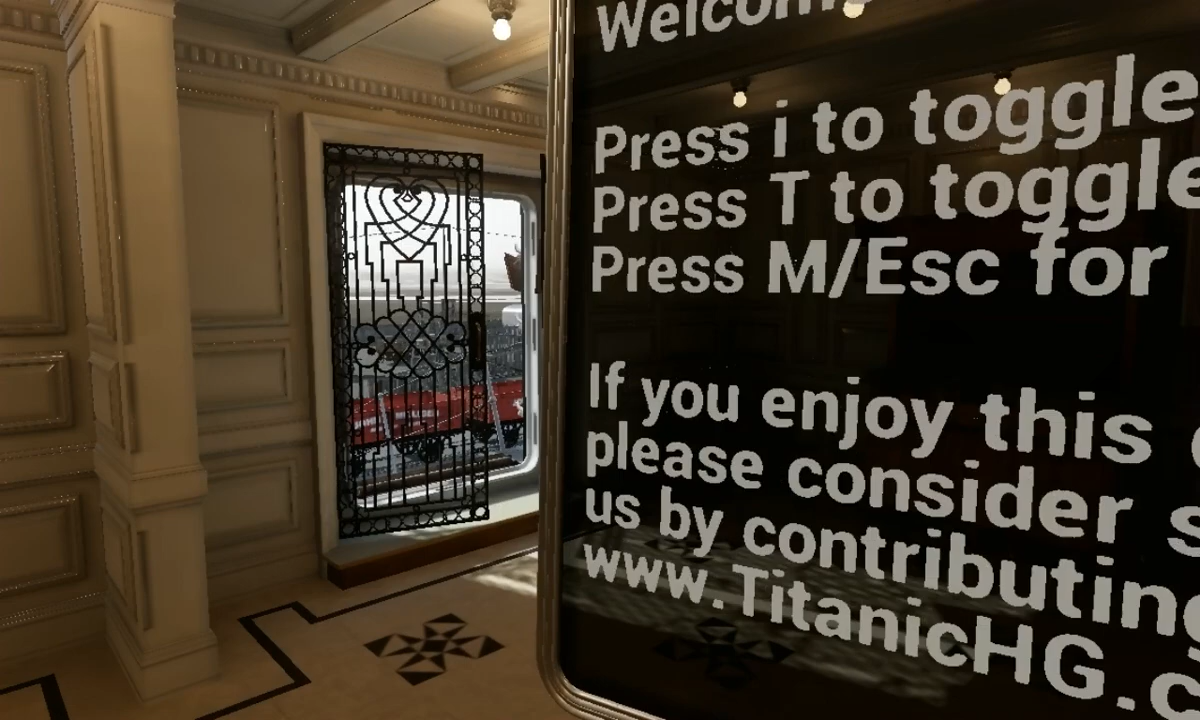 Welcom
Press i to toggle
Press T to toggle
Press M/Esc for
If you enjoy this
please consider s
us by contributing
www.TitanicHG.c